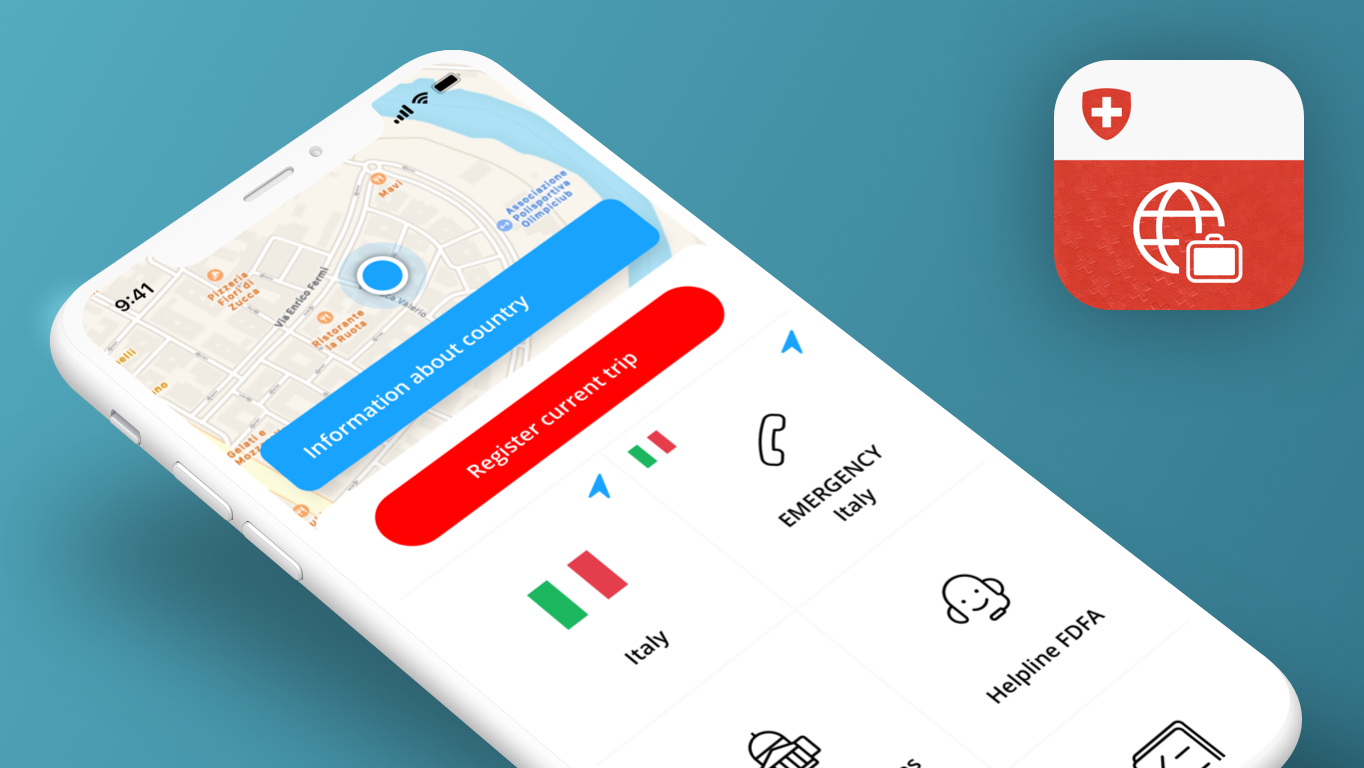 9:41
Mavi
Associazione
Polisportiva
Olimpiclub
Pizzeria
Fiori di
Zucca
Via Enrico Fermi
Valerio
Ristorante
la Ruota
Gelati e
Information about country
Register current trip
EMERGENCY
Italy
Italy
Helpline FDFA